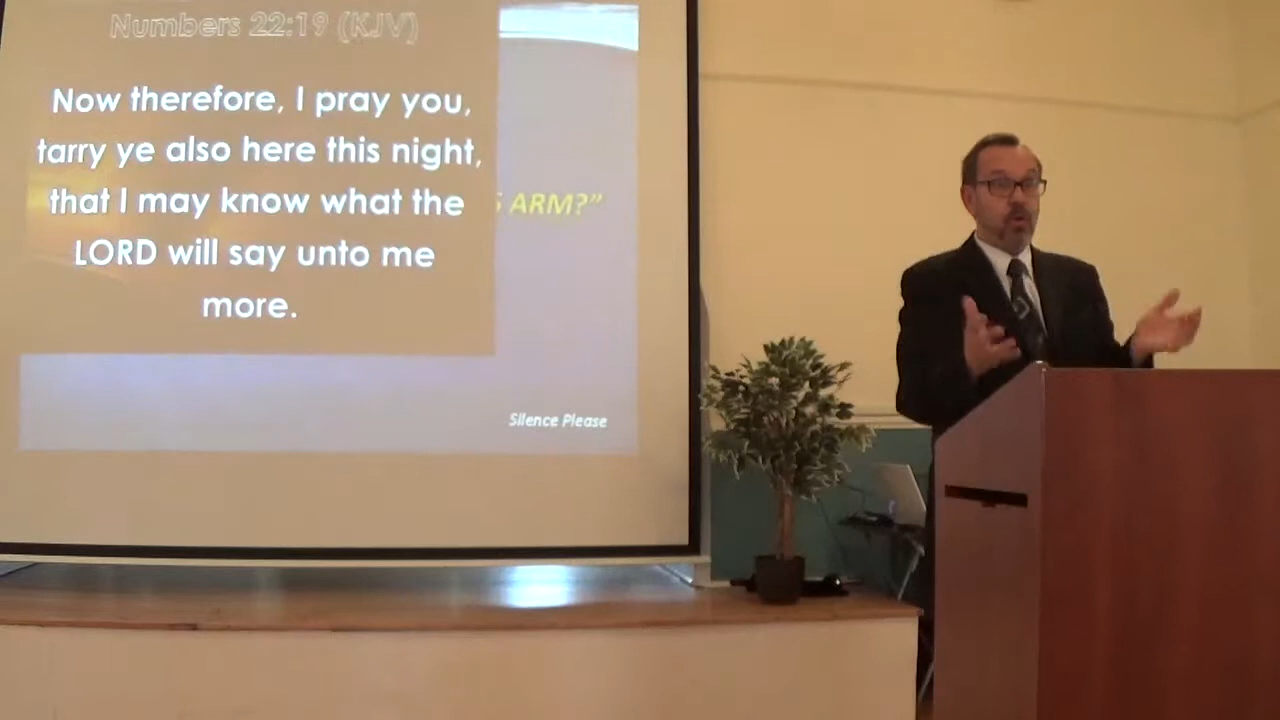 Numbers 22:19 (KJV)
Now therefore, I pray you,
tarry ye also here this night,
that I may know what the
LORD will say unto me
more.
ARM?”
Silence Please